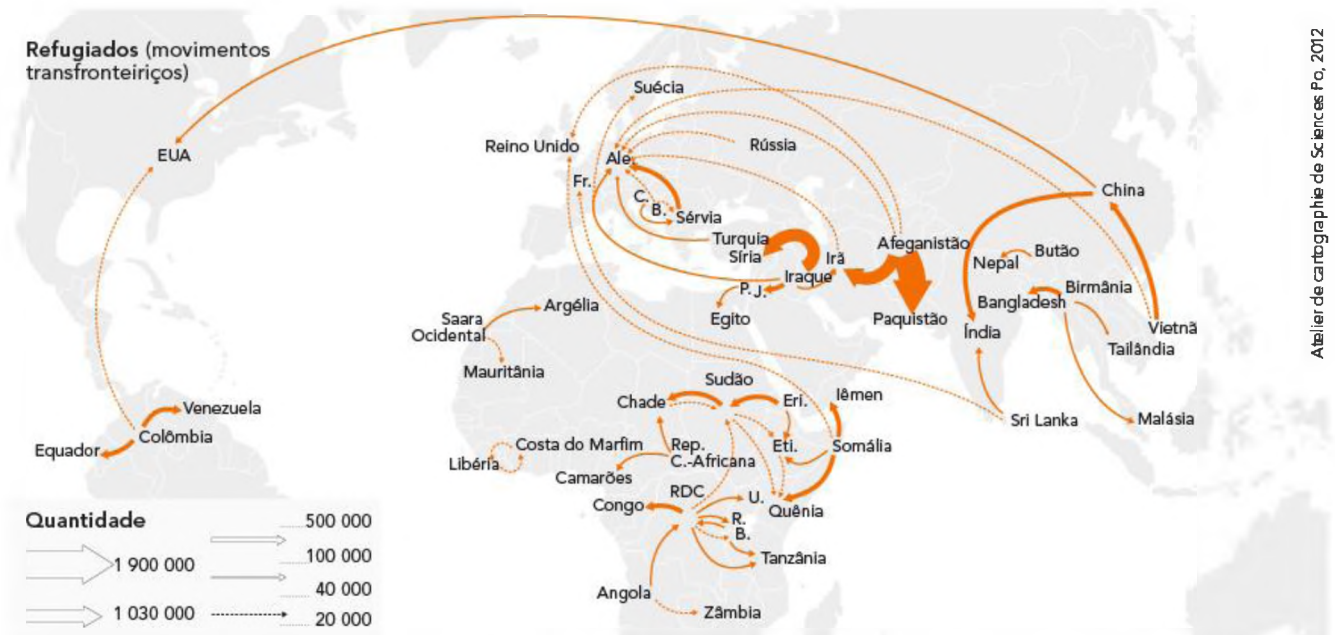 Refugiados (movimentos
transfronteiriços)
Atelier de cartographie de Sciences Po, 2012
Suécia
Reino Unido
EUA
Ale.
Rússia
Fr.
China
C.
B.
Sérvia
Turquia
Síria
Irã
Afeganistão
Nepal
Butão
Iraque
P.
J.
Birmânia
Bangladesh
Argélia
Egito
Paquistão
Saara
Ocidental
Índia
Vietnã
Tailândia
Mauritânia
Sudão
Chade
Eri.
Iêmen
Venezuela
Colômbia
Equador
Sri Lanka
Malásia
Costa do Marfim
Libéria
Rep.
C.-Africana
Eti.
Somália
Camarões
RDC
Congo
U.
Quênia
R.
B.
Tanzânia
Angola
Zâmbia
Quantidade
1 900 000
1 030 000
500 000
100 000
40 000
20 000